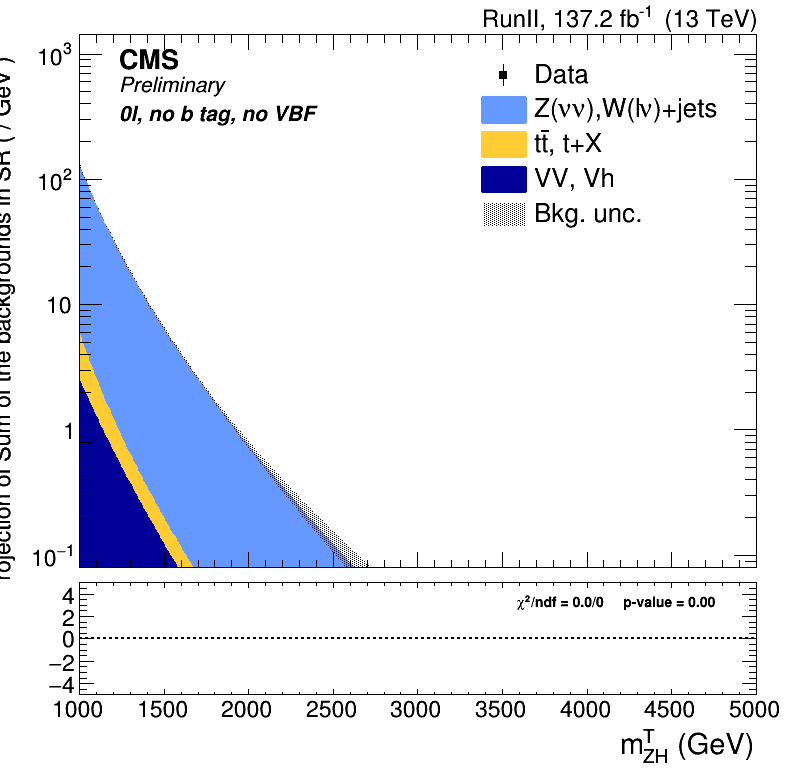 RunII, 137.2 fb⁻¹ (13 TeV)
CMS
Preliminary
0l, no b tag, no VBF
Data
Z(νν),W(lν)+jets
tt̄, t+X
VV, Vh
Bkg. unc.
of Sum of the backgrounds in SR ( / GeV )
10³
10²
10
1
10⁻¹
χ²/ndf = 0.0/0 p-value = 0.00
4
2
0
−2
−4
1000 1500 2000 2500 3000 3500 4000 4500 5000
m^T_ZH (GeV)